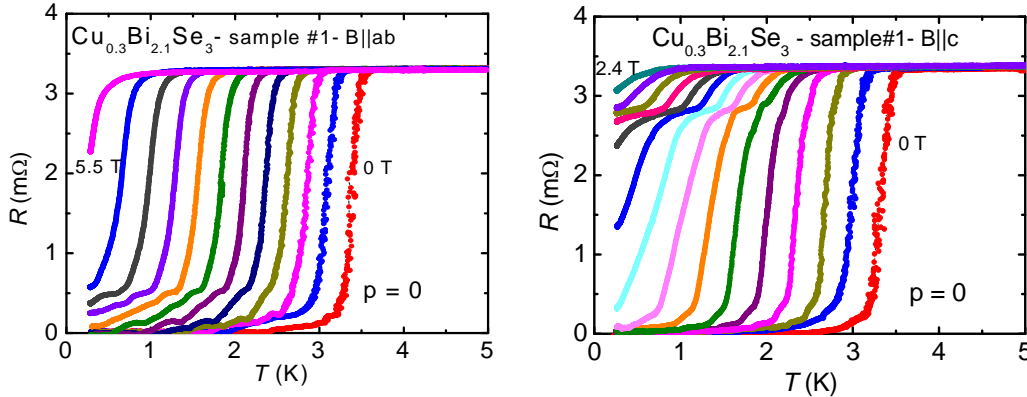 Cu0.3Bi2.1Se3 - sample #1- B||ab
R (mΩ)
4
3
2
1
0
5.5 T
0 T
p = 0
0 1 2 3 4 5
T (K)
Cu0.3Bi2.1Se3 - sample#1- B||c
R (mΩ)
4
3
2
1
0
2.4 T
0 T
p = 0
0 1 2 3 4 5
T (K)